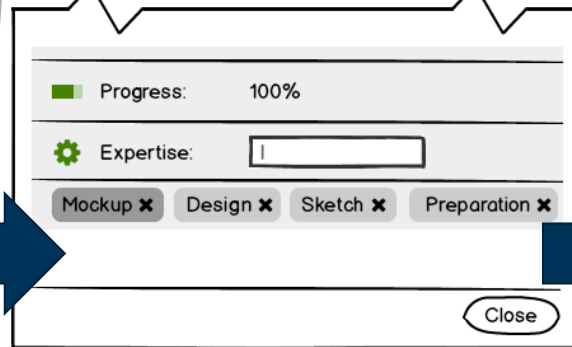 Progress: 100%
Expertise:
Mockup ✖ Design ✖ Sketch ✖ Preparation ✖
Close